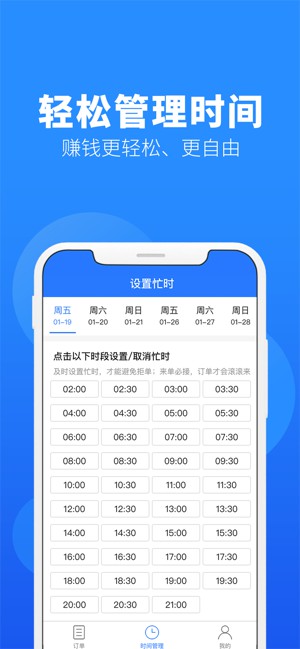 轻松管理时间
赚钱更轻松、更自由
设置忙时
周五 周六 周日 周五 周六 周日
01-19 01-20 01-21 01-26 01-27 01-28
点击以下时段设置/取消忙时
及时设置忙时，才能避免拒单；来单必接，订单才会滚滚来
02:00 02:30 03:00 03:30
04:00 04:30 05:00 05:30
06:00 06:30 07:00 07:30
08:00 08:30 09:00 09:30
10:00 10:30 11:00 11:30
12:00 12:30 13:00 13:30
14:00 14:30 15:00 15:30
16:00 16:30 17:00 17:30
18:00 18:30 19:00 19:30
20:00 20:30 21:00
订单 时间管理 我的